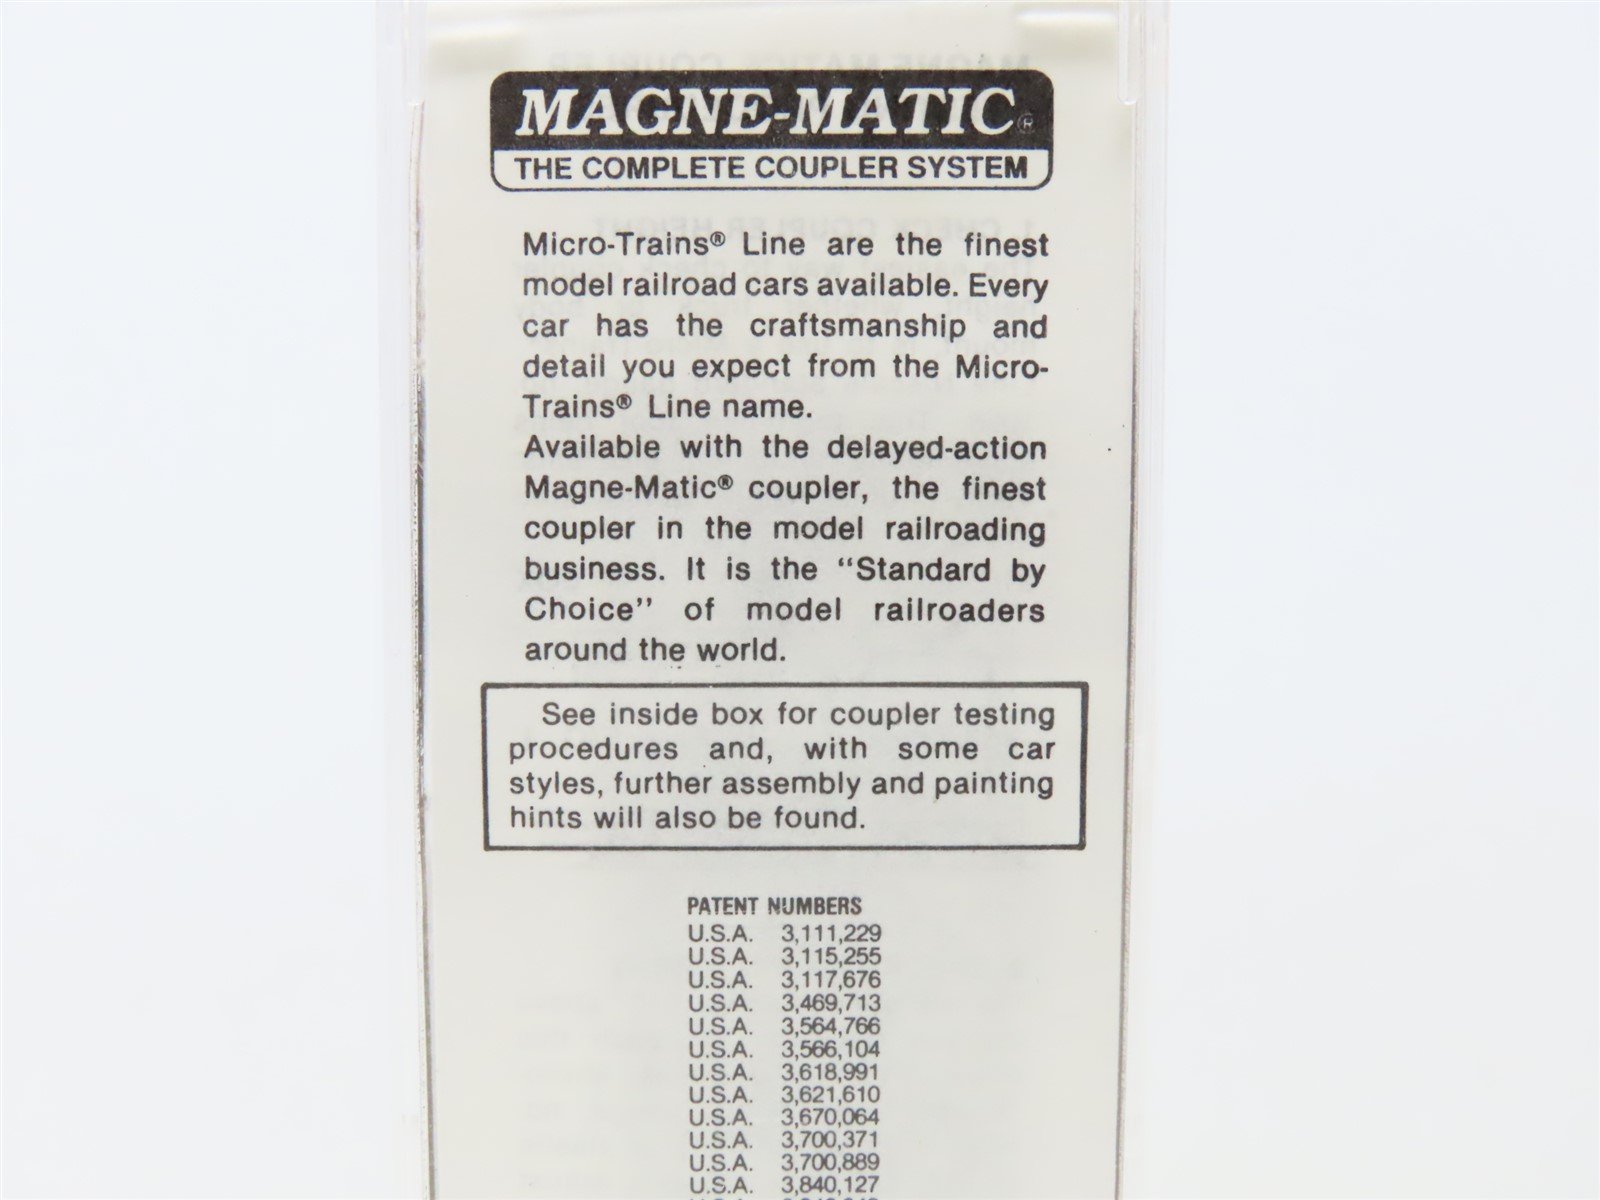 MAGNE-MATIC®
THE COMPLETE COUPLER SYSTEM
Micro-Trains® Line are the finest
model railroad cars available. Every
car has the craftsmanship and
detail you expect from the Micro-
Trains® Line name.
Available with the delayed-action
Magne-Matic® coupler, the finest
coupler in the model railroading
business. It is the “Standard by
Choice” of model railroaders
around the world.
See inside box for coupler testing
procedures and, with some car
styles, further assembly and painting
hints will also be found.
PATENT NUMBERS
U.S.A. 3,111,229
U.S.A. 3,115,255
U.S.A. 3,117,676
U.S.A. 3,469,713
U.S.A. 3,564,766
U.S.A. 3,566,104
U.S.A. 3,618,991
U.S.A. 3,621,610
U.S.A. 3,670,064
U.S.A. 3,700,371
U.S.A. 3,700,889
U.S.A. 3,840,127